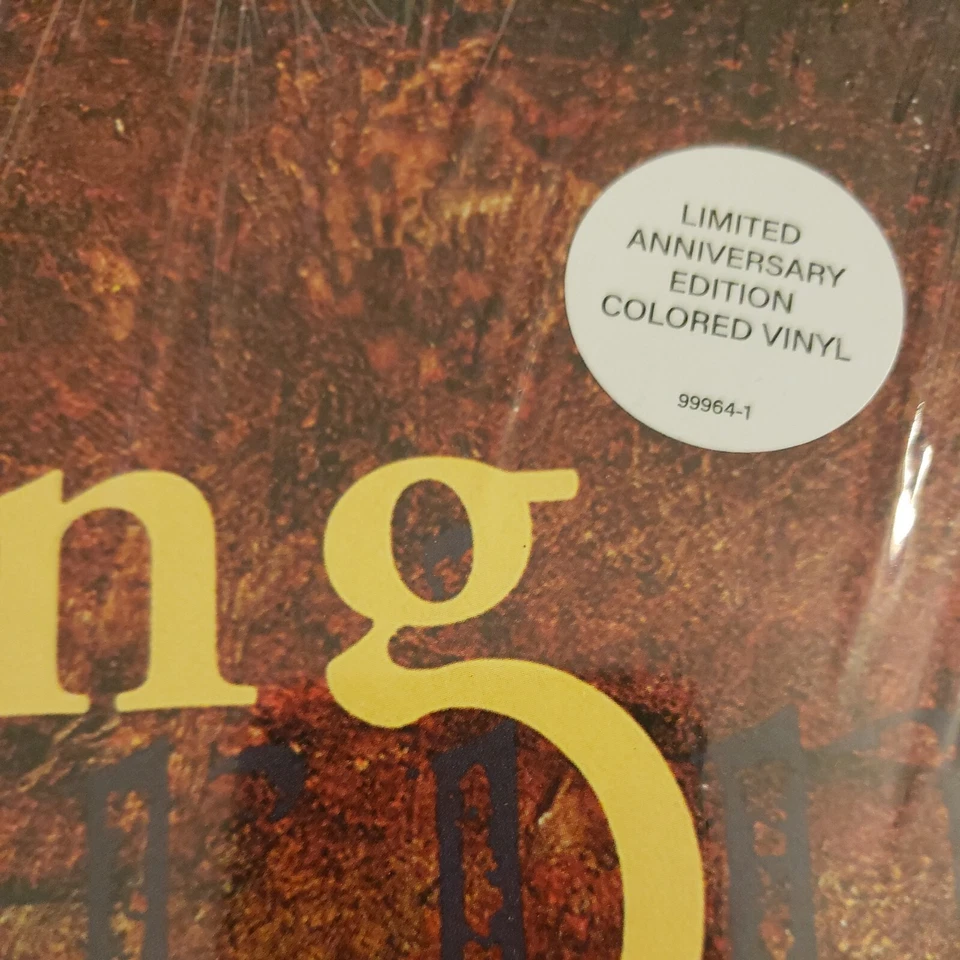 LIMITED
ANNIVERSARY
EDITION
COLORED VINYL
99964-1
ng